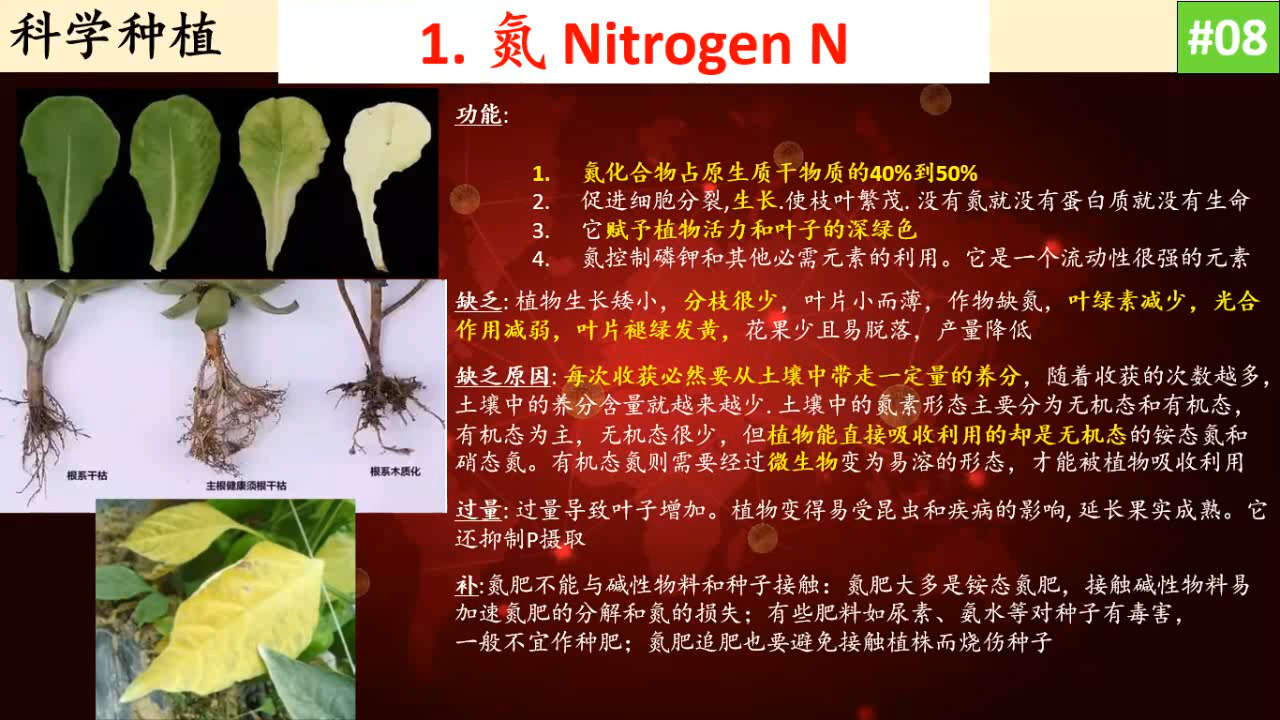 科学种植
1. 氮 Nitrogen N
#08
功能:
1. 氮化合物占原生质干物质的40%到50%
2. 促进细胞分裂,生长.使枝叶繁茂. 没有氮就没有蛋白质就没有生命
3. 它赋予植物活力和叶子的深绿色
4. 氮控制磷钾和其他必需元素的利用。它是一个流动性很强的元素
缺乏: 植物生长矮小，分枝很少，叶片小而薄，作物缺氮，叶绿素减少，光合
作用减弱，叶片褪绿发黄，花果少且易脱落，产量降低
缺乏原因: 每次收获必然要从土壤中带走一定量的养分，随着收获的次数越多，
土壤中的养分含量就越来越少. 土壤中的氮素形态主要分为无机态和有机态，
有机态为主，无机态很少，但植物能直接吸收利用的却是无机态的铵态氮和
硝态氮。有机态氮则需要经过微生物变为易溶的形态，才能被植物吸收利用
过量: 过量导致叶子增加。植物变得易受昆虫和疾病的影响, 延长果实成熟。它
还抑制P摄取
补:氮肥不能与碱性物料和种子接触：氮肥大多是铵态氮肥，接触碱性物料易
加速氮肥的分解和氮的损失；有些肥料如尿素、氨水等对种子有毒害，
一般不宜作种肥；氮肥追肥也要避免接触植株而烧伤种子
根系干枯
主根健康须根干枯
根系木质化